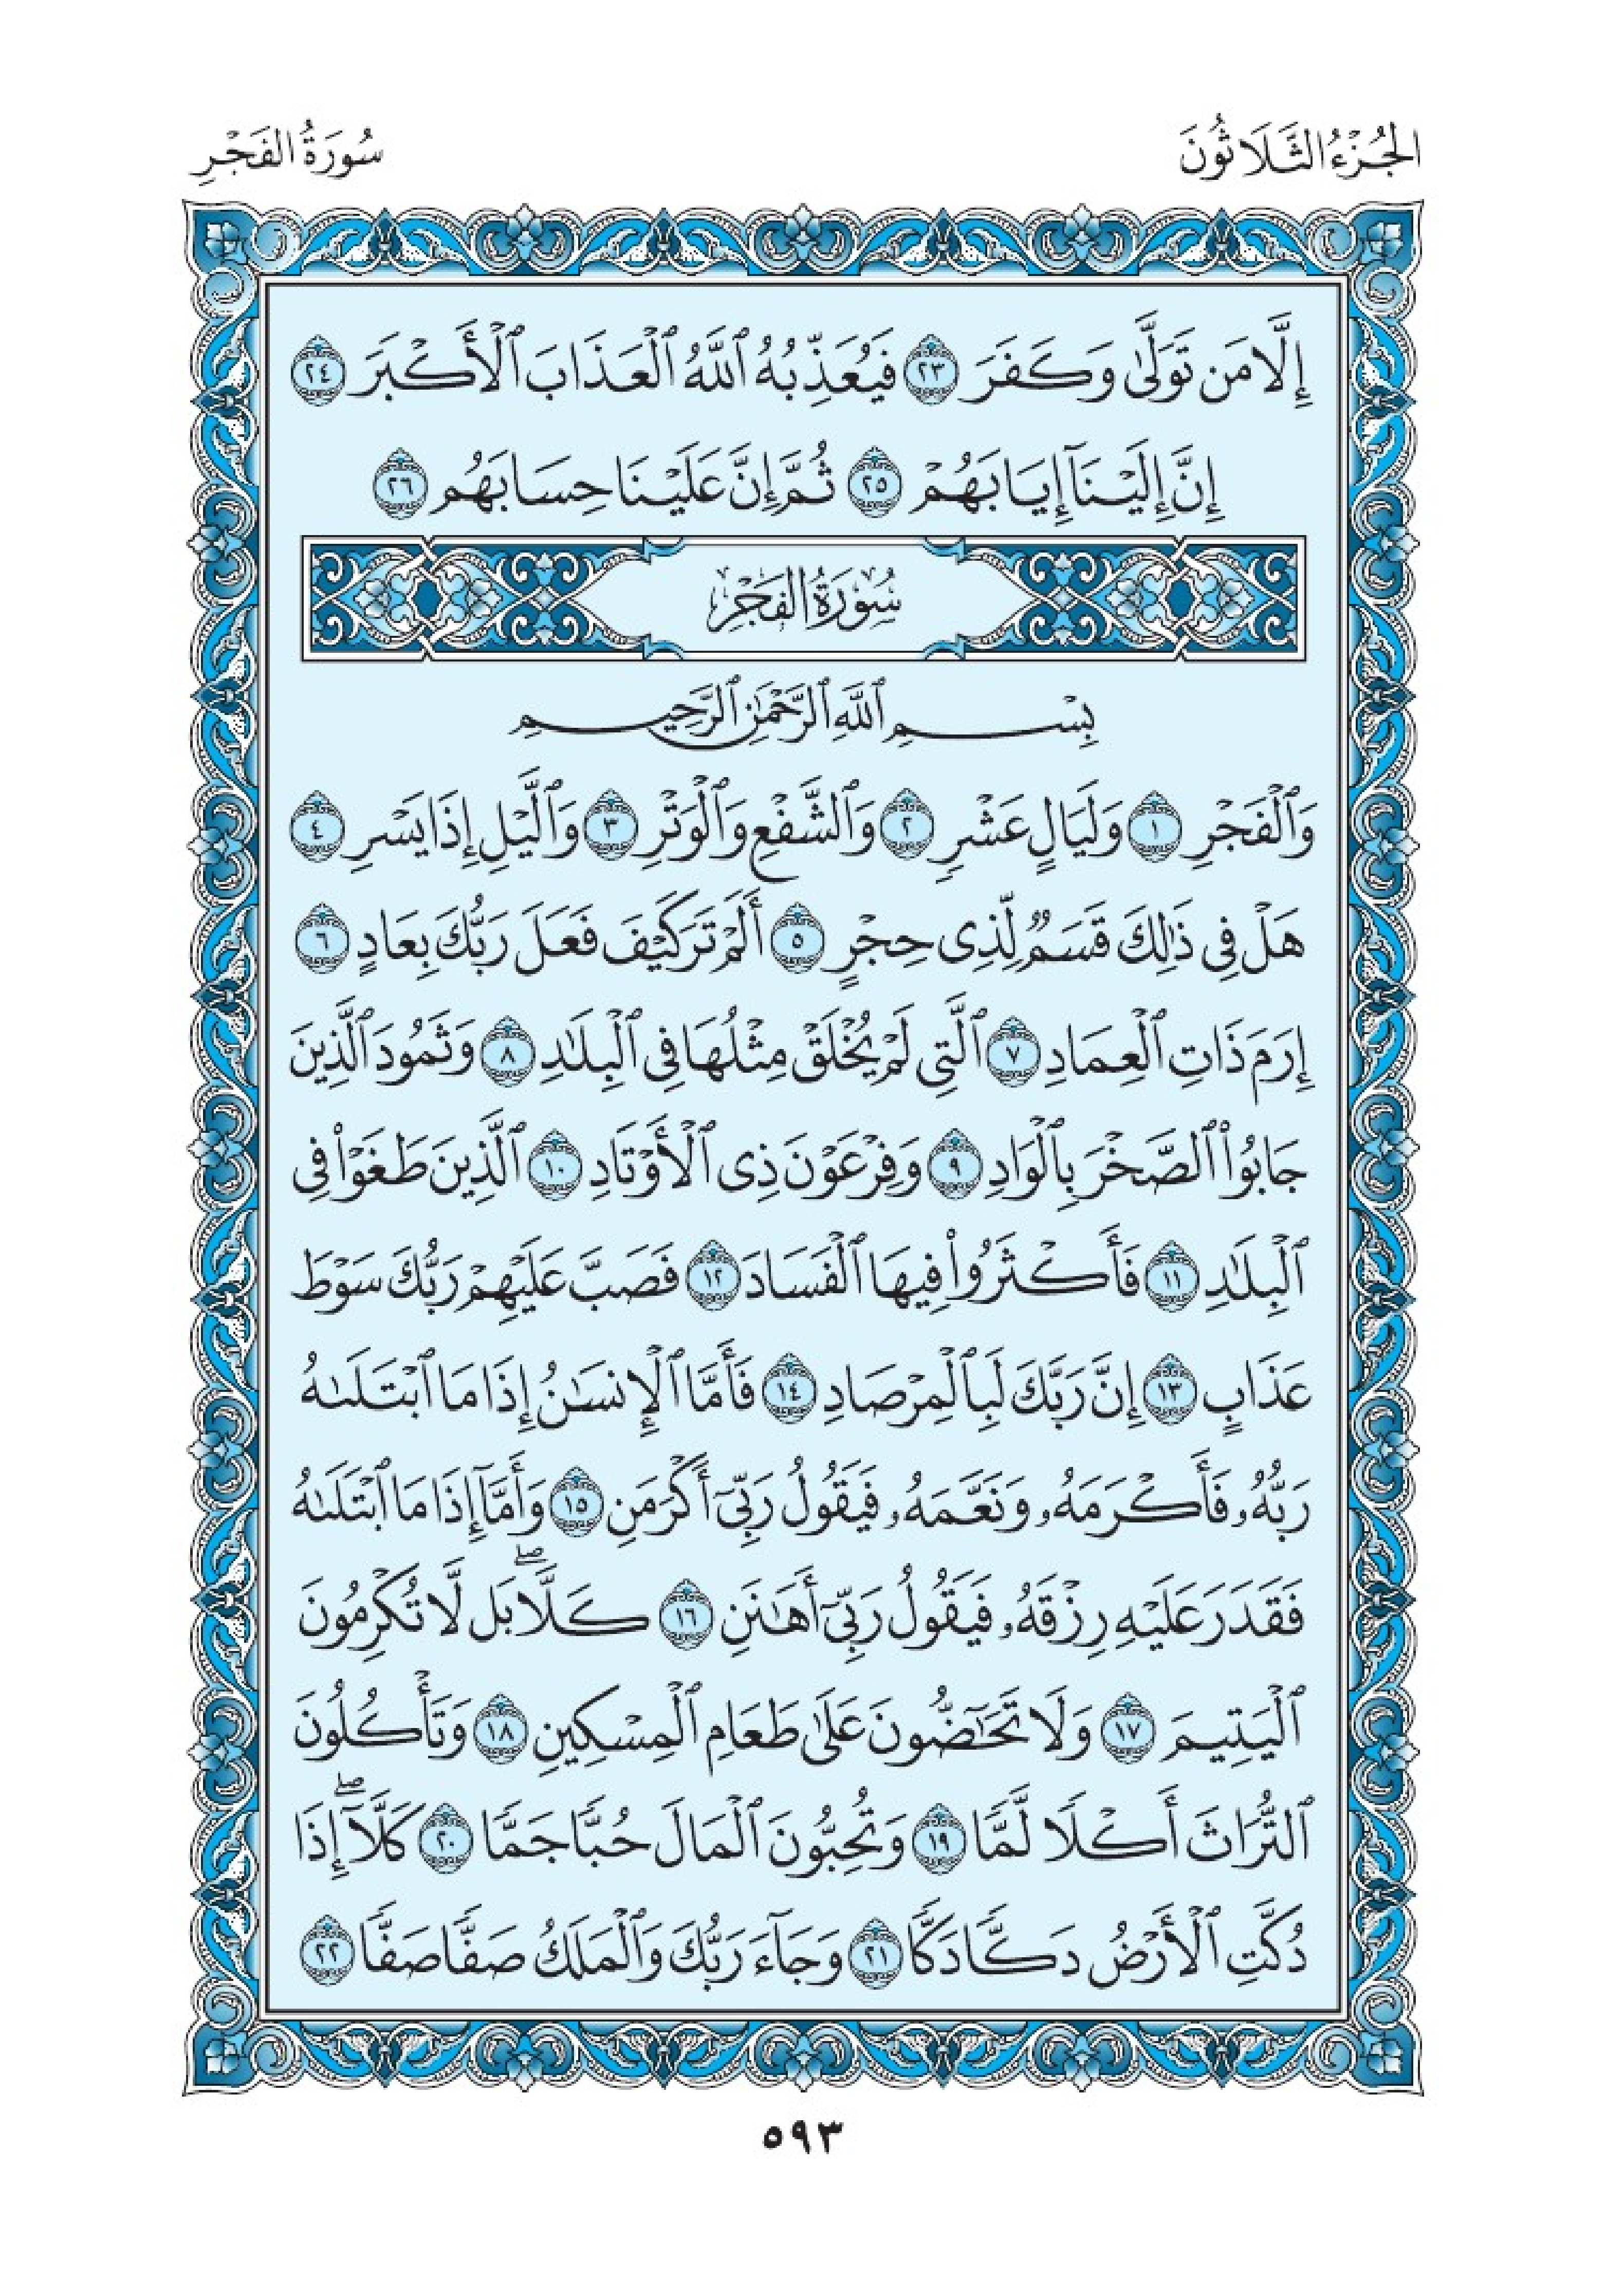 الجُزْءُ الثَّلَاثُونَ
سُورَةُ الفَجْرِ
إِلَّا مَن تَوَلَّىٰ وَكَفَرَ ٢٣ فَيُعَذِّبُهُ ٱللَّهُ ٱلْعَذَابَ ٱلْأَكْبَرَ ٢٤
إِنَّ إِلَيْنَآ إِيَابَهُمْ ٢٥ ثُمَّ إِنَّ عَلَيْنَا حِسَابَهُم ٢٦
سُورَةُ الفَجْرِ
بِسْمِ ٱللَّهِ ٱلرَّحْمَٰنِ ٱلرَّحِيمِ
وَٱلْفَجْرِ ١ وَلَيَالٍ عَشْرٍ ٢ وَٱلشَّفْعِ وَٱلْوَتْرِ ٣ وَٱلَّيْلِ إِذَا يَسْرِ ٤
هَلْ فِى ذَٰلِكَ قَسَمٌ لِّذِى حِجْرٍ ٥ أَلَمْ تَرَ كَيْفَ فَعَلَ رَبُّكَ بِعَادٍ ٦
إِرَمَ ذَاتِ ٱلْعِمَادِ ٧ ٱلَّتِى لَمْ يُخْلَقْ مِثْلُهَا فِى ٱلْبِلَٰدِ ٨ وَثَمُودَ ٱلَّذِينَ
جَابُوا۟ ٱلصَّخْرَ بِٱلْوَادِ ٩ وَفِرْعَوْنَ ذِى ٱلْأَوْتَادِ ١٠ ٱلَّذِينَ طَغَوْا۟ فِى
ٱلْبِلَٰدِ ١١ فَأَكْثَرُوا۟ فِيهَا ٱلْفَسَادَ ١٢ فَصَبَّ عَلَيْهِمْ رَبُّكَ سَوْطَ
عَذَابٍ ١٣ إِنَّ رَبَّكَ لَبِٱلْمِرْصَادِ ١٤ فَأَمَّا ٱلْإِنسَٰنُ إِذَا مَا ٱبْتَلَىٰهُ
رَبُّهُۥ فَأَكْرَمَهُۥ وَنَعَّمَهُۥ فَيَقُولُ رَبِّىٓ أَكْرَمَنِ ١٥ وَأَمَّآ إِذَا مَا ٱبْتَلَىٰهُ
فَقَدَرَ عَلَيْهِ رِزْقَهُۥ فَيَقُولُ رَبِّىٓ أَهَٰنَنِ ١٦ كَلَّا ۖ بَل لَّا تُكْرِمُونَ
ٱلْيَتِيمَ ١٧ وَلَا تَحَٰٓضُّونَ عَلَىٰ طَعَامِ ٱلْمِسْكِينِ ١٨ وَتَأْكُلُونَ
ٱلتُّرَاثَ أَكْلًا لَّمًّا ١٩ وَتُحِبُّونَ ٱلْمَالَ حُبًّا جَمًّا ٢٠ كَلَّآ ۖ إِذَا
دُكَّتِ ٱلْأَرْضُ دَكًّا دَكًّا ٢١ وَجَآءَ رَبُّكَ وَٱلْمَلَكُ صَفًّا صَفًّا ٢٢
٥٩٣